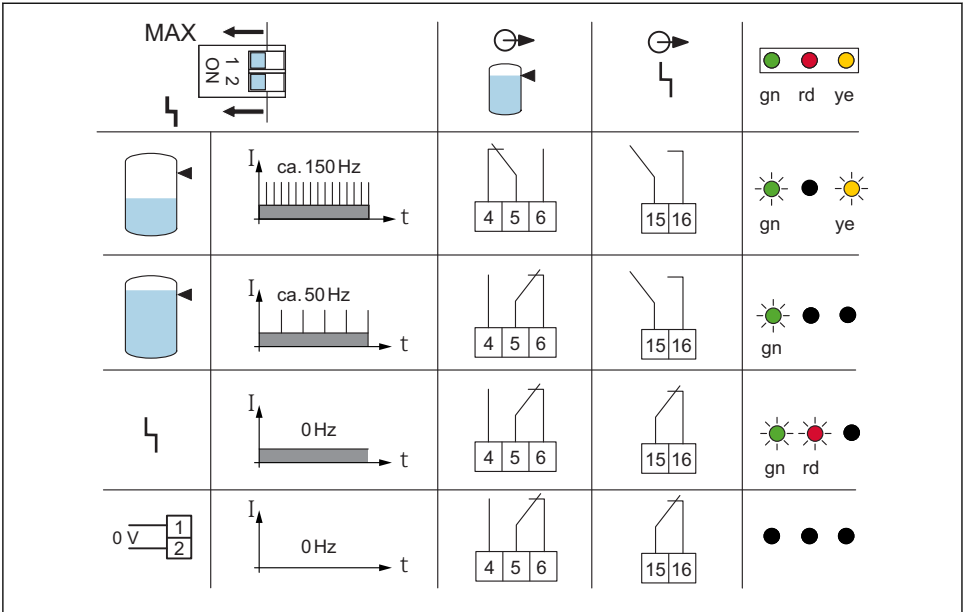 MAX
1 2
ON
gn rd ye
I
ca. 150 Hz
t
4 5 6
15 16
gn ye
I
ca. 50 Hz
t
4 5 6
15 16
gn
I
0 Hz
t
4 5 6
15 16
gn rd
0 V
1
2
I
0 Hz
t
4 5 6
15 16